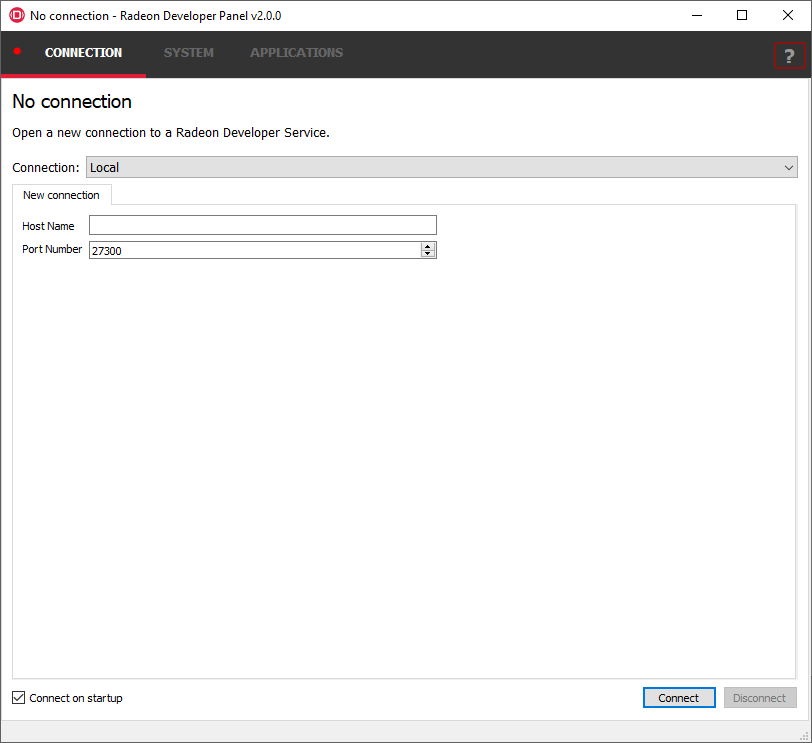 No connection - Radeon Developer Panel v2.0.0
CONNECTION SYSTEM APPLICATIONS ?
No connection
Open a new connection to a Radeon Developer Service.
Connection: Local
New connection
Host Name
Port Number 27300
Connect on startup Connect Disconnect